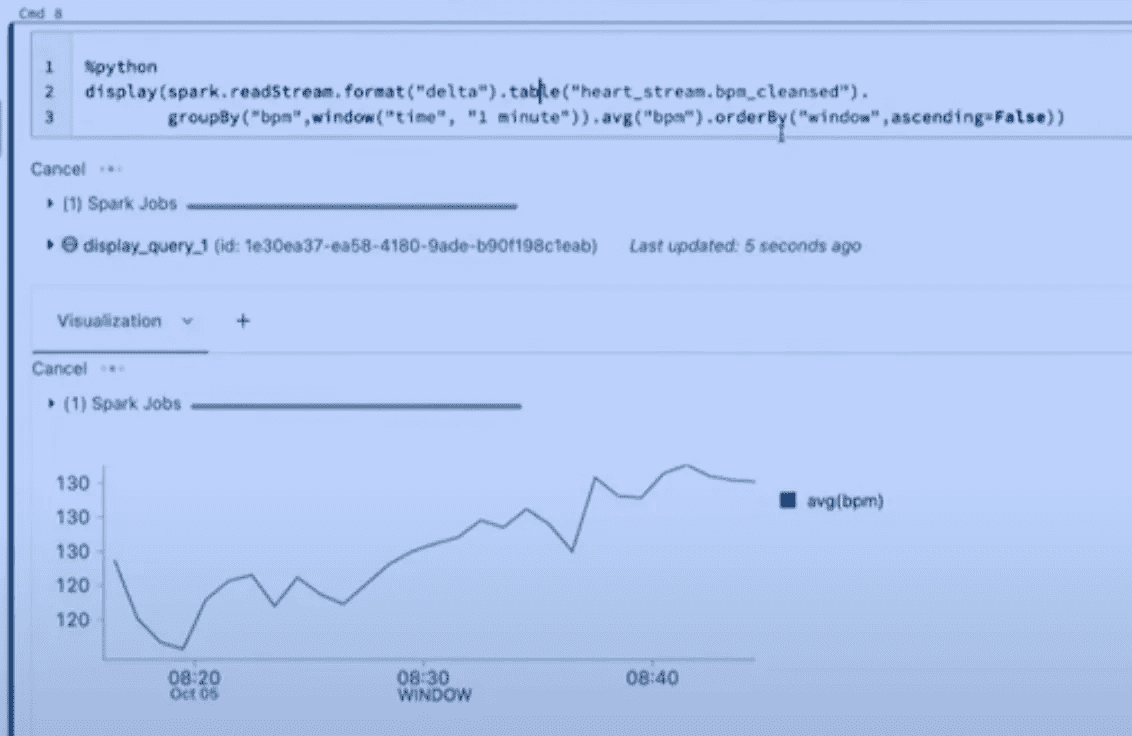 Cmd 8
1 %python
2 display(spark.readStream.format("delta").table("heart_stream.bpm_cleansed").
3 groupBy("bpm",window("time", "1 minute")).avg("bpm").orderBy("window",ascending=False))
Cancel
(1) Spark Jobs
display_query_1 (id: 1e30ea37-ea58-4180-9ade-b90f198c1eab) Last updated: 5 seconds ago
Visualization +
Cancel
(1) Spark Jobs
130
130
130
120
120
avg(bpm)
08:20 08:30 08:40
Oct 05 WINDOW